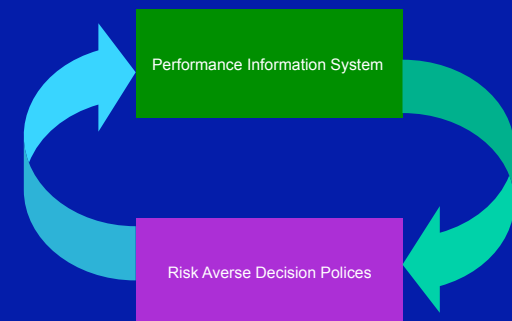 Performance Information System
Risk Averse Decision Polices